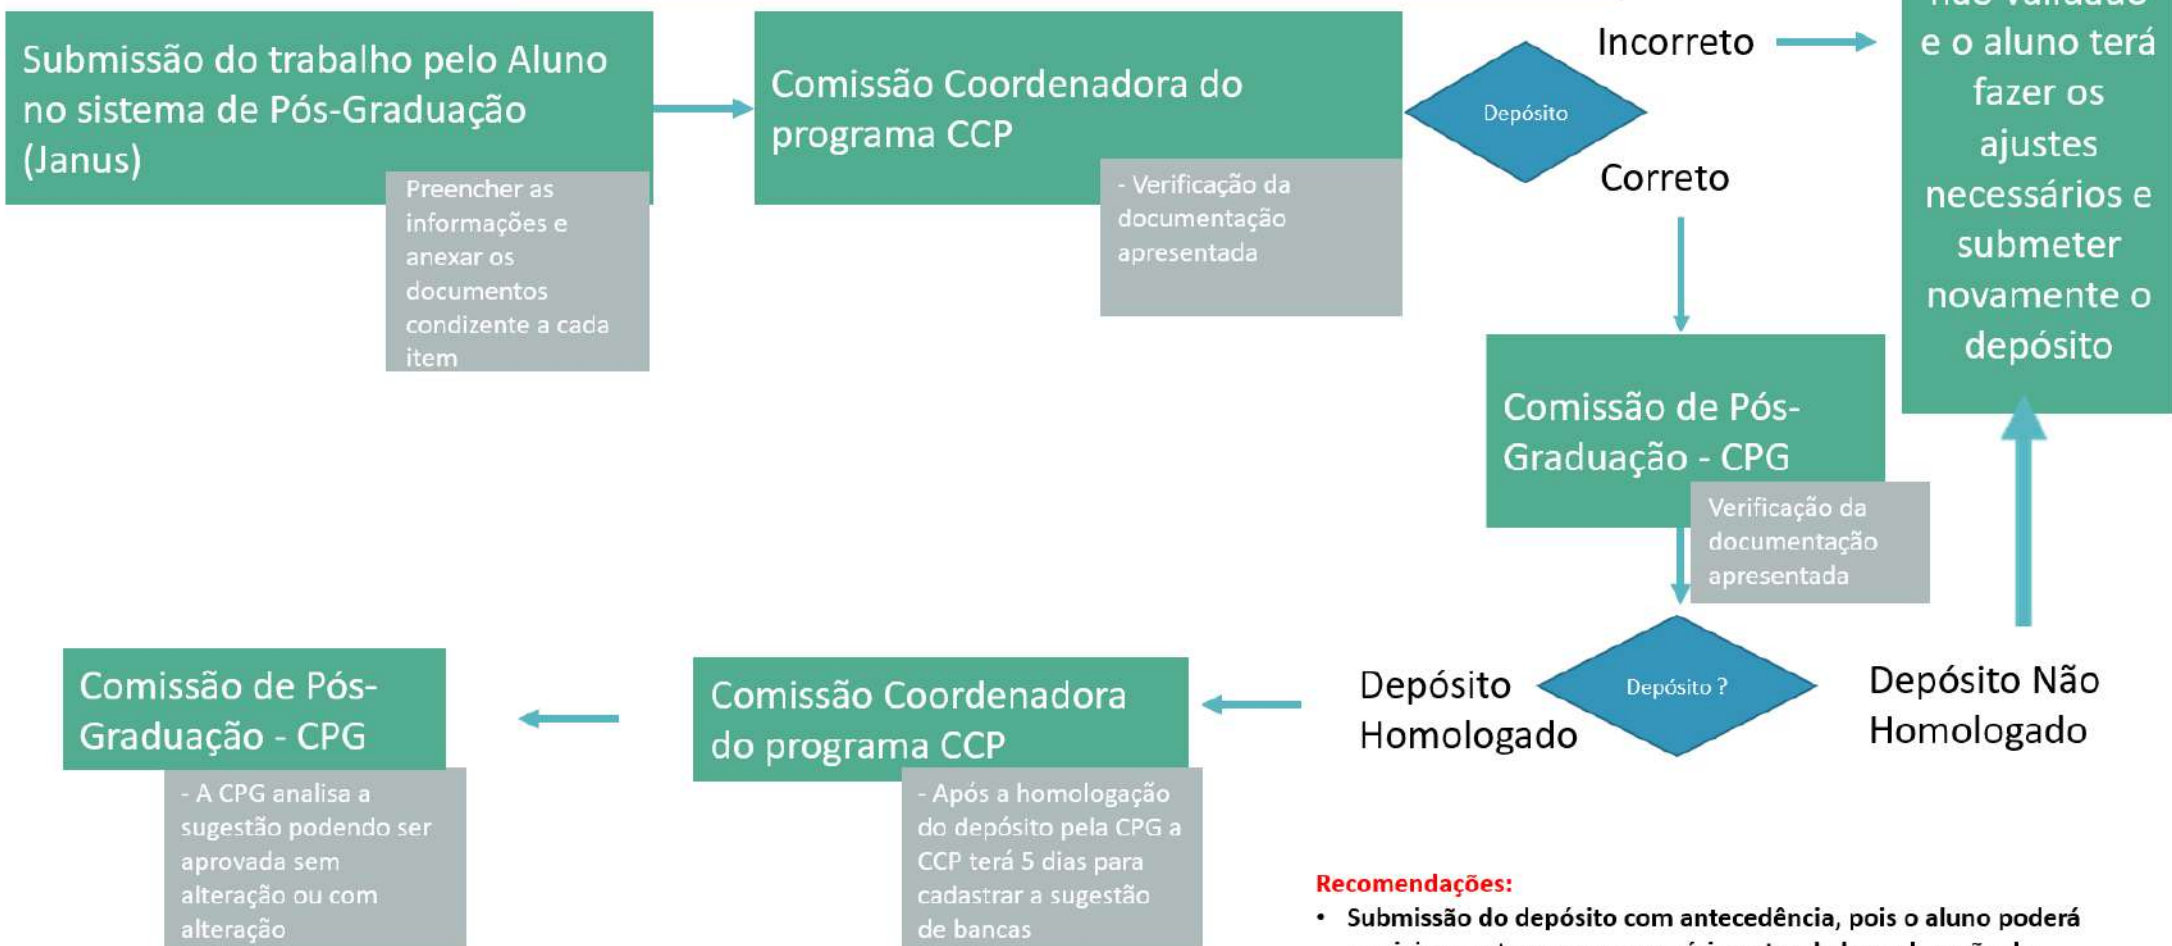 Submissão do trabalho pelo Aluno
no sistema de Pós-Graduação
(Janus)
Preencher as
informações e
anexar os
documentos
condizente a cada
item
Comissão Coordenadora do
programa CCP
- Verificação da
documentação
apresentada
Depósito
Incorreto
Correto
não validado
e o aluno terá
fazer os
ajustes
necessários e
submeter
novamente o
depósito
Comissão de Pós-
Graduação - CPG
Verificação da
documentação
apresentada
Depósito ?
Depósito Não
Homologado
Depósito
Homologado
Comissão Coordenadora
do programa CCP
- Após a homologação
do depósito pela CPG a
CCP terá 5 dias para
cadastrar a sugestão
de bancas
Comissão de Pós-
Graduação - CPG
- A CPG analisa a
sugestão podendo ser
aprovada sem
alteração ou com
alteração
Recomendações:
• Submissão do depósito com antecedência, pois o aluno poderá